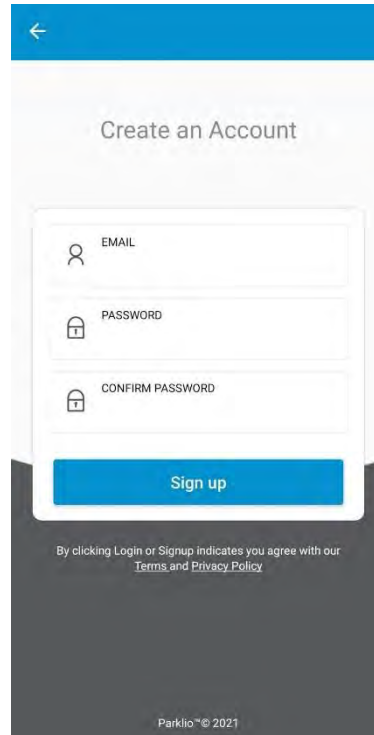 Create an Account
EMAIL
PASSWORD
CONFIRM PASSWORD
Sign up
By clicking Login or Signup indicates you agree with our
Terms and Privacy Policy
Parklio™© 2021